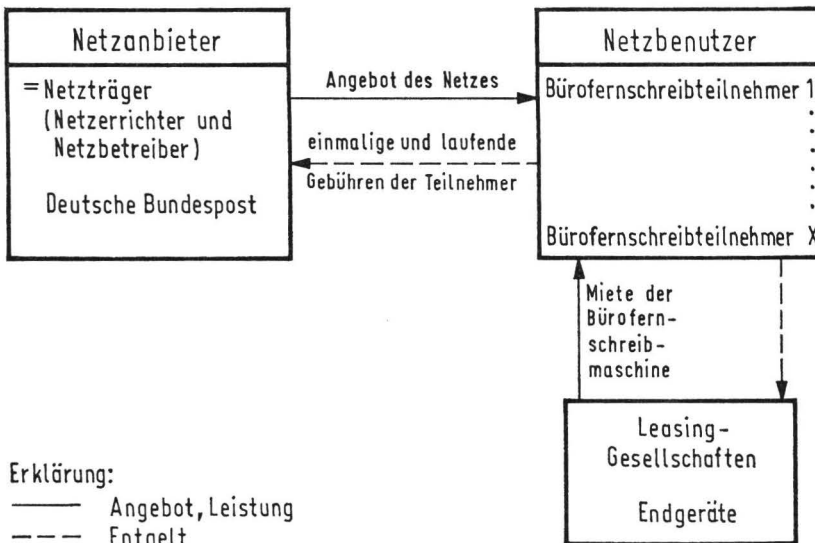 Netzanbieter
= Netzträger
(Netzerrichter und
Netzbetreiber)
Deutsche Bundespost
Angebot des Netzes
einmalige und laufende
Gebühren der Teilnehmer
Netzbenutzer
Bürofernschreibteilnehmer 1
Bürofernschreibteilnehmer X
Miete der
Bürofern-
schreib-
maschine
Leasing-
Gesellschaften
Endgeräte
Erklärung:
Angebot, Leistung
Entgelt